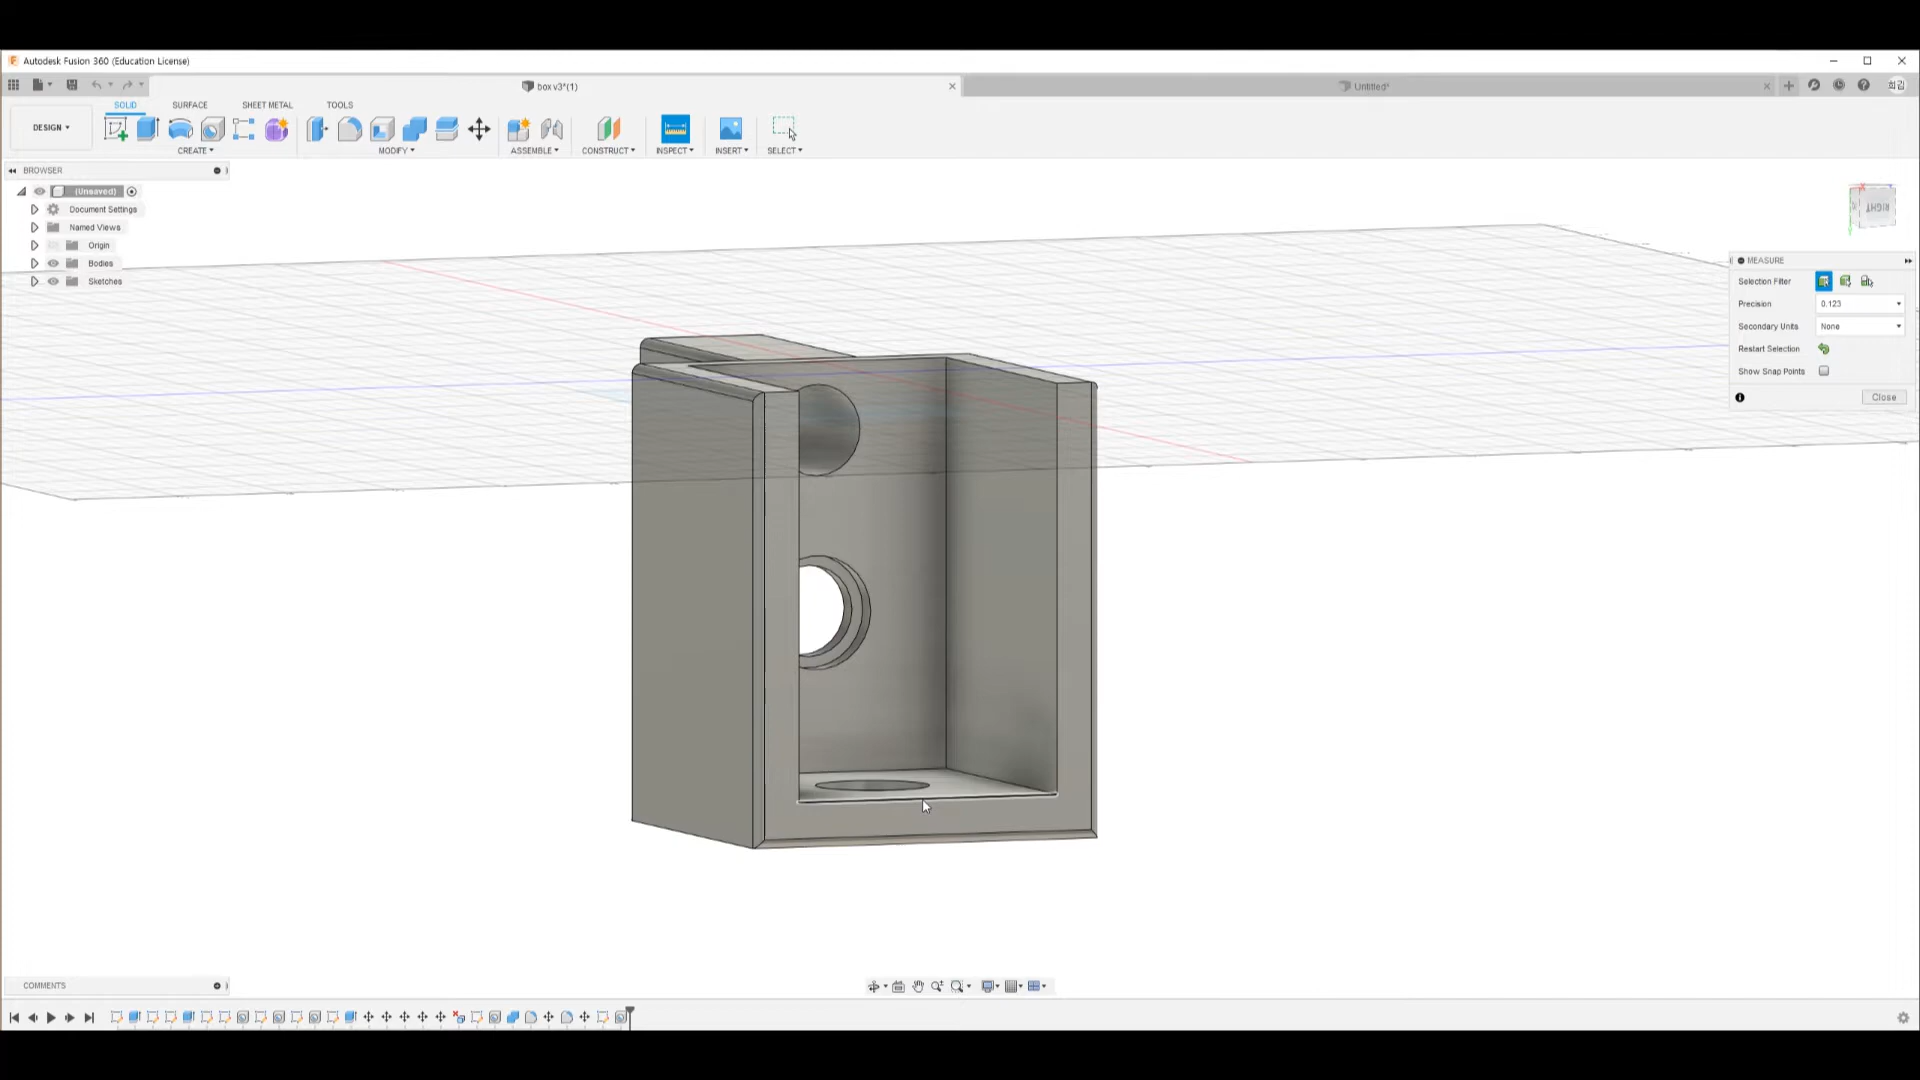 Autodesk Fusion 360 (Education License)
box v3*(1)
Untitled*
희김
SOLID
SURFACE
SHEET METAL
TOOLS
DESIGN
CREATE
MODIFY
ASSEMBLE
CONSTRUCT
INSPECT
INSERT
SELECT
BROWSER
(Unsaved)
Document Settings
Named Views
Origin
Bodies
Sketches
RIGHT
X
MEASURE
Selection Filter
Precision
0.123
Secondary Units
None
Restart Selection
Show Snap Points
Close
COMMENTS